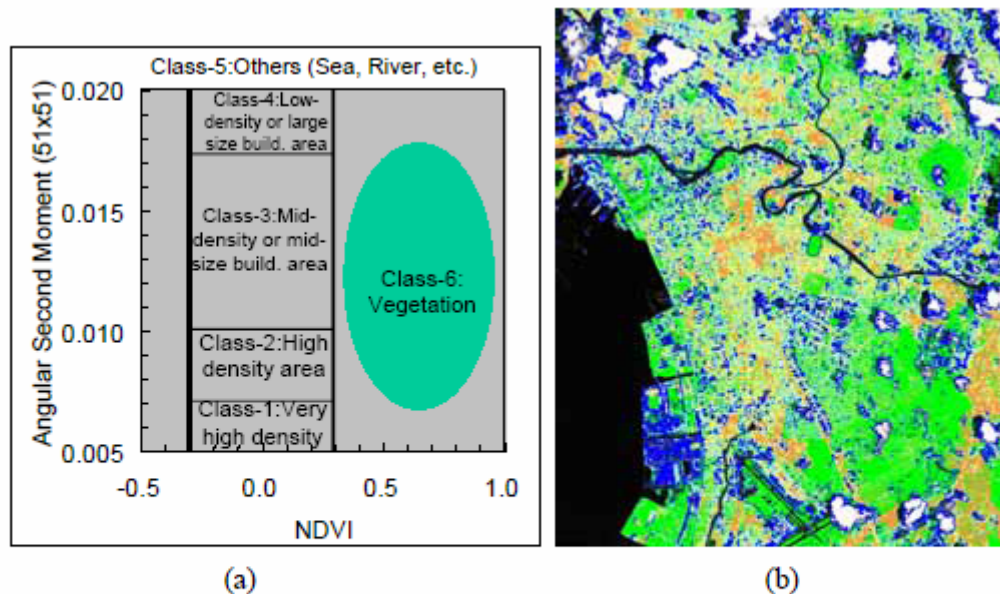 Class-5:Others (Sea, River, etc.)
Angular Second Moment (51x51)
0.020
0.015
0.010
0.005
Class-4:Low-
density or large
size build. area
Class-3:Mid-
density or mid-
size build. area
Class-2:High
density area
Class-1:Very
high density
Class-6:
Vegetation
-0.5
0.0
0.5
1.0
NDVI
(a)
(b)